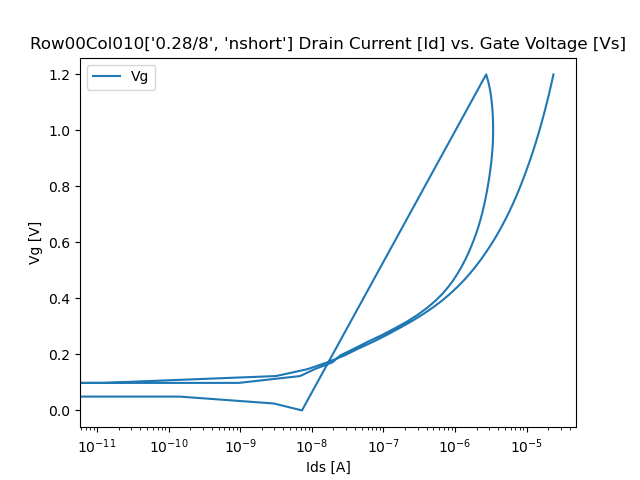 Row00Col010['0.28/8', 'nshort'] Drain Current [Id] vs. Gate Voltage [Vs]
Vg
1.2
1.0
0.8
0.6
0.4
0.2
0.0
Vg [V]
10⁻¹¹ 10⁻¹⁰ 10⁻⁹ 10⁻⁸ 10⁻⁷ 10⁻⁶ 10⁻⁵
Ids [A]